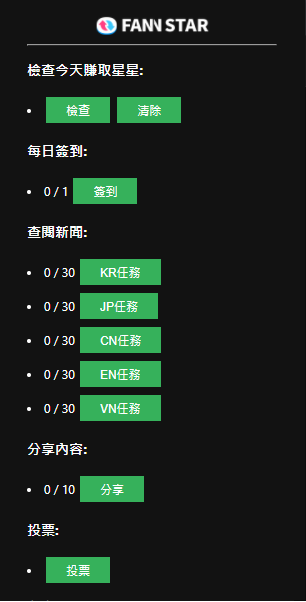 FANN STAR
檢查今天賺取星星:
檢查 清除
每日簽到:
0 / 1 簽到
查閱新聞:
0 / 30 KR任務
0 / 30 JP任務
0 / 30 CN任務
0 / 30 EN任務
0 / 30 VN任務
分享內容:
0 / 10 分享
投票:
投票